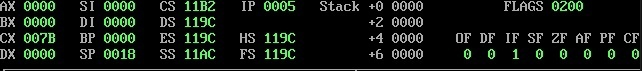 AX 0000 SI 0000 CS 11B2 IP 0005 Stack +0 0000 FLAGS 0200
BX 0000 DI 0000 DS 119C +2 0000
CX 007B BP 0000 ES 119C HS 119C +4 0000 OF DF IF SF ZF AF PF CF
DX 0000 SP 0018 SS 11AC FS 119C +6 0000 0 0 1 0 0 0 0 0